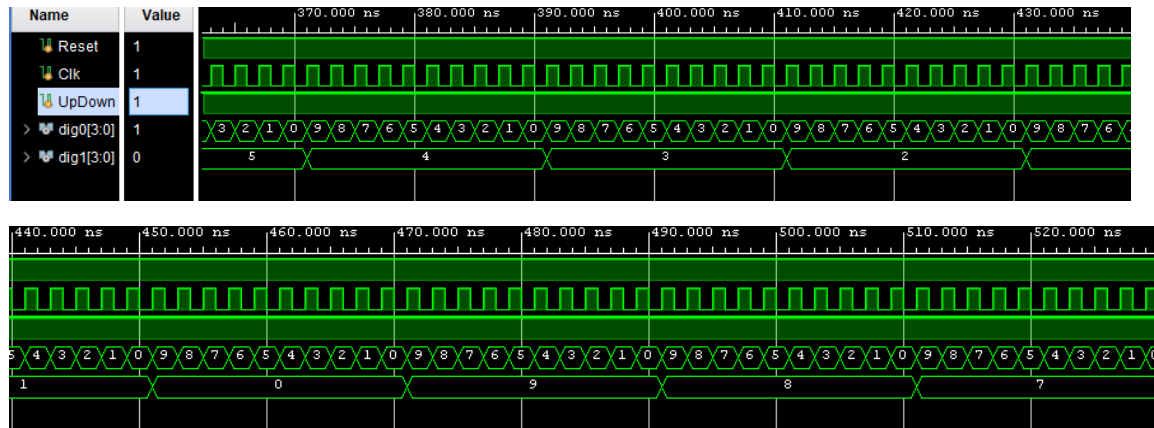 Name Value 370.000 ns 380.000 ns 390.000 ns 400.000 ns 410.000 ns 420.000 ns 430.000 ns
Reset 1
Clk 1
UpDown 1
> dig0[3:0] 1 3 2 1 0 9 8 7 6 5 4 3 2 1 0 9 8 7 6 5 4 3 2 1 0 9 8 7 6 5 4 3 2 1 0 9 8 7 6
> dig1[3:0] 0 5 4 3 2
440.000 ns 450.000 ns 460.000 ns 470.000 ns 480.000 ns 490.000 ns 500.000 ns 510.000 ns 520.000 ns
5 4 3 2 1 0 9 8 7 6 5 4 3 2 1 0 9 8 7 6 5 4 3 2 1 0 9 8 7 6 5 4 3 2 1 0 9 8 7 6 5 4 3 2 1 0
1 0 9 8 7